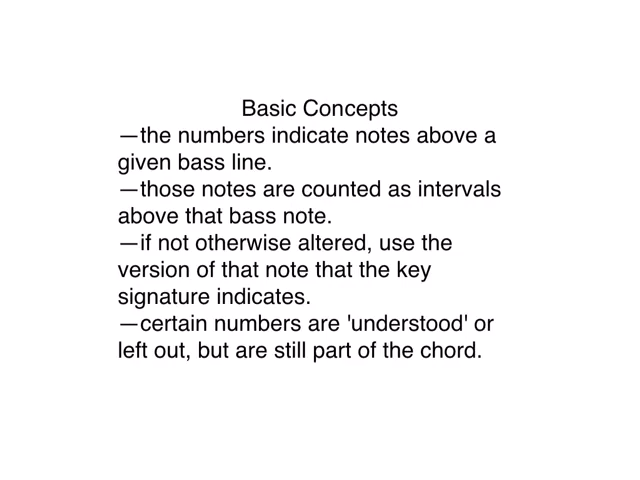 Basic Concepts
—the numbers indicate notes above a
given bass line.
—those notes are counted as intervals
above that bass note.
—if not otherwise altered, use the
version of that note that the key
signature indicates.
—certain numbers are 'understood' or
left out, but are still part of the chord.